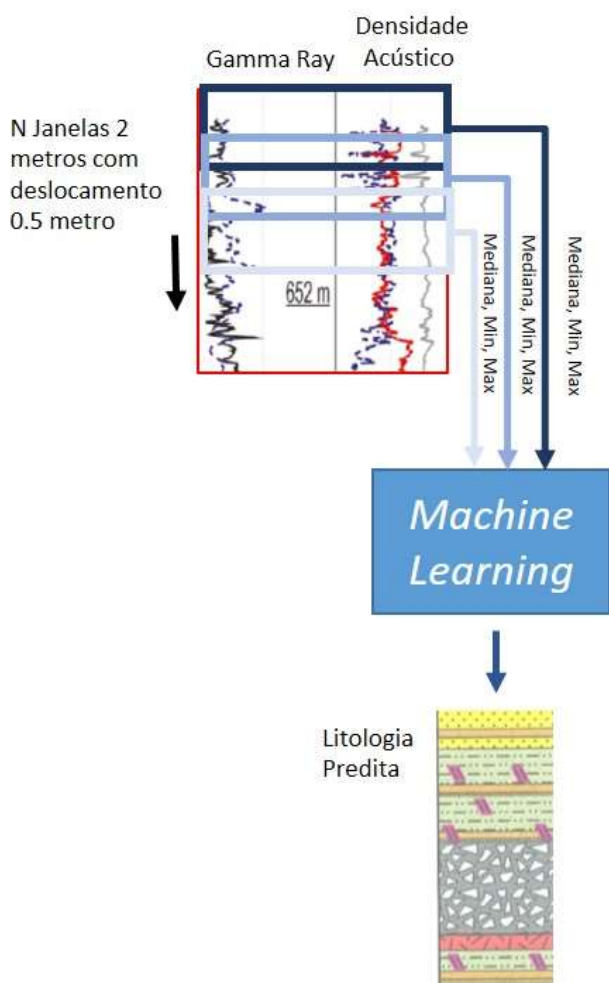 Densidade
Gamma Ray Acústico
N Janelas 2
metros com
deslocamento
0.5 metro
652 m
Mediana, Min, Max
Mediana, Min, Max
Mediana, Min, Max
Machine
Learning
Litologia
Predita